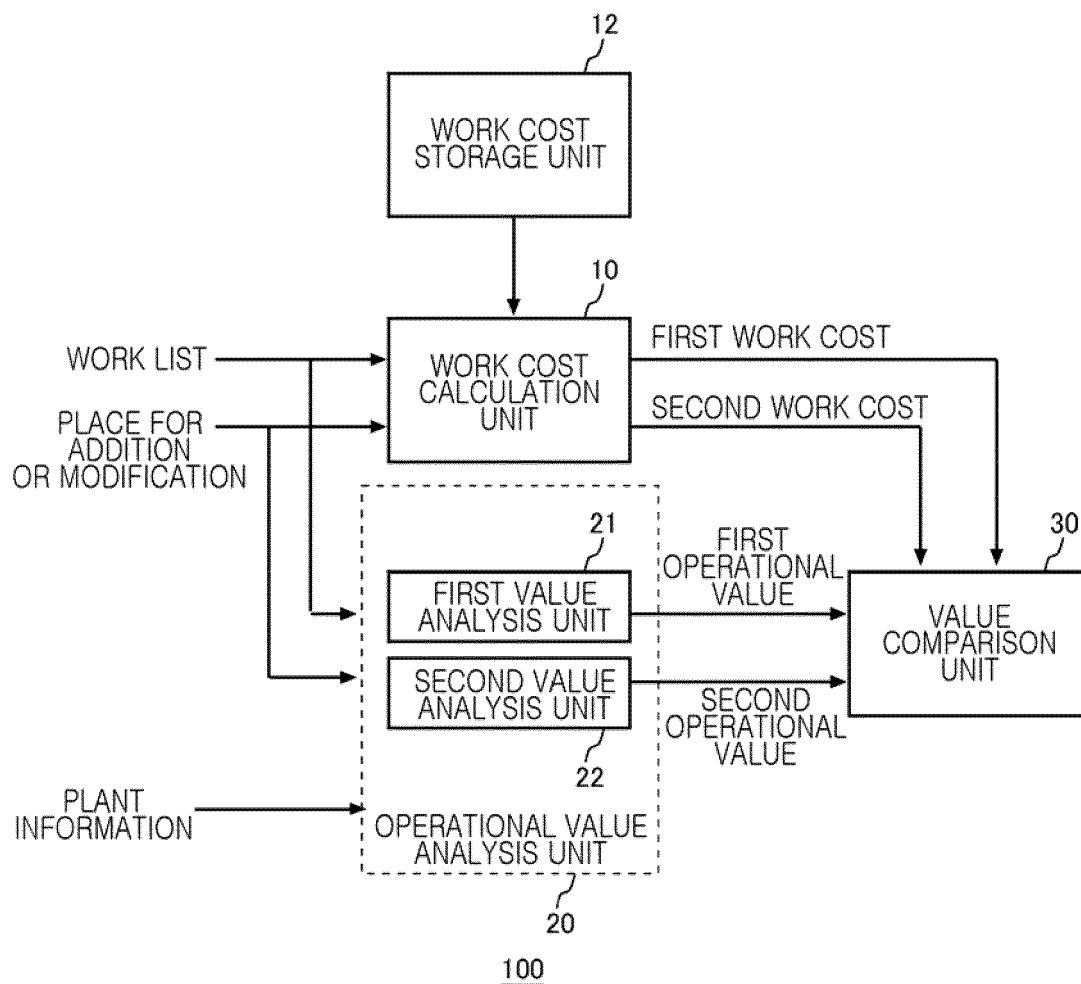 12
WORK COST
STORAGE UNIT
10
WORK LIST
WORK COST
CALCULATION
UNIT
FIRST WORK COST
SECOND WORK COST
PLACE FOR
ADDITION
OR MODIFICATION
21
FIRST VALUE
ANALYSIS UNIT
FIRST
OPERATIONAL
VALUE
30
VALUE
COMPARISON
UNIT
SECOND VALUE
ANALYSIS UNIT
22
SECOND
OPERATIONAL
VALUE
PLANT
INFORMATION
OPERATIONAL VALUE
ANALYSIS UNIT
20
100